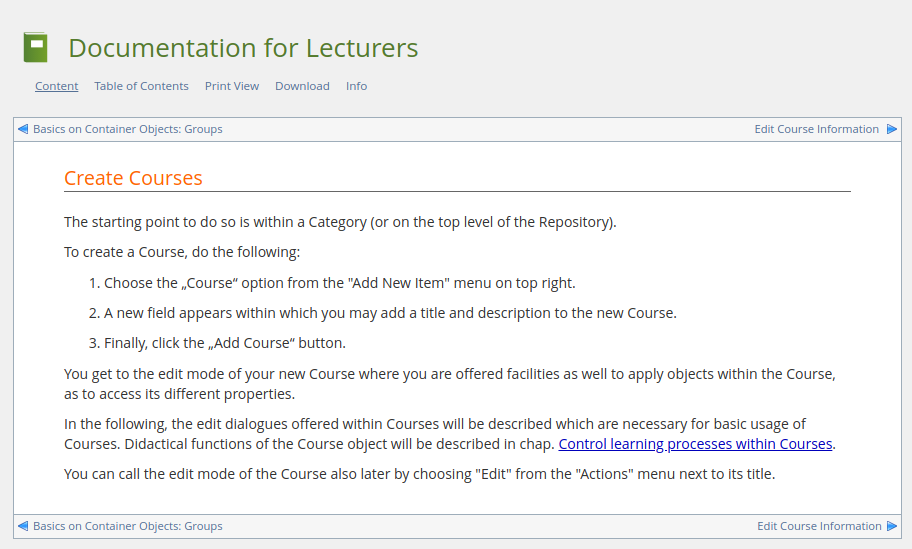 Documentation for Lecturers
Content Table of Contents Print View Download Info
Basics on Container Objects: Groups Edit Course Information
Create Courses
The starting point to do so is within a Category (or on the top level of the Repository).
To create a Course, do the following:
1. Choose the „Course“ option from the "Add New Item" menu on top right.
2. A new field appears within which you may add a title and description to the new Course.
3. Finally, click the „Add Course“ button.
You get to the edit mode of your new Course where you are offered facilities as well to apply objects within the Course,
as to access its different properties.
In the following, the edit dialogues offered within Courses will be described which are necessary for basic usage of
Courses. Didactical functions of the Course object will be described in chap. Control learning processes within Courses.
You can call the edit mode of the Course also later by choosing "Edit" from the "Actions" menu next to its title.
Basics on Container Objects: Groups Edit Course Information